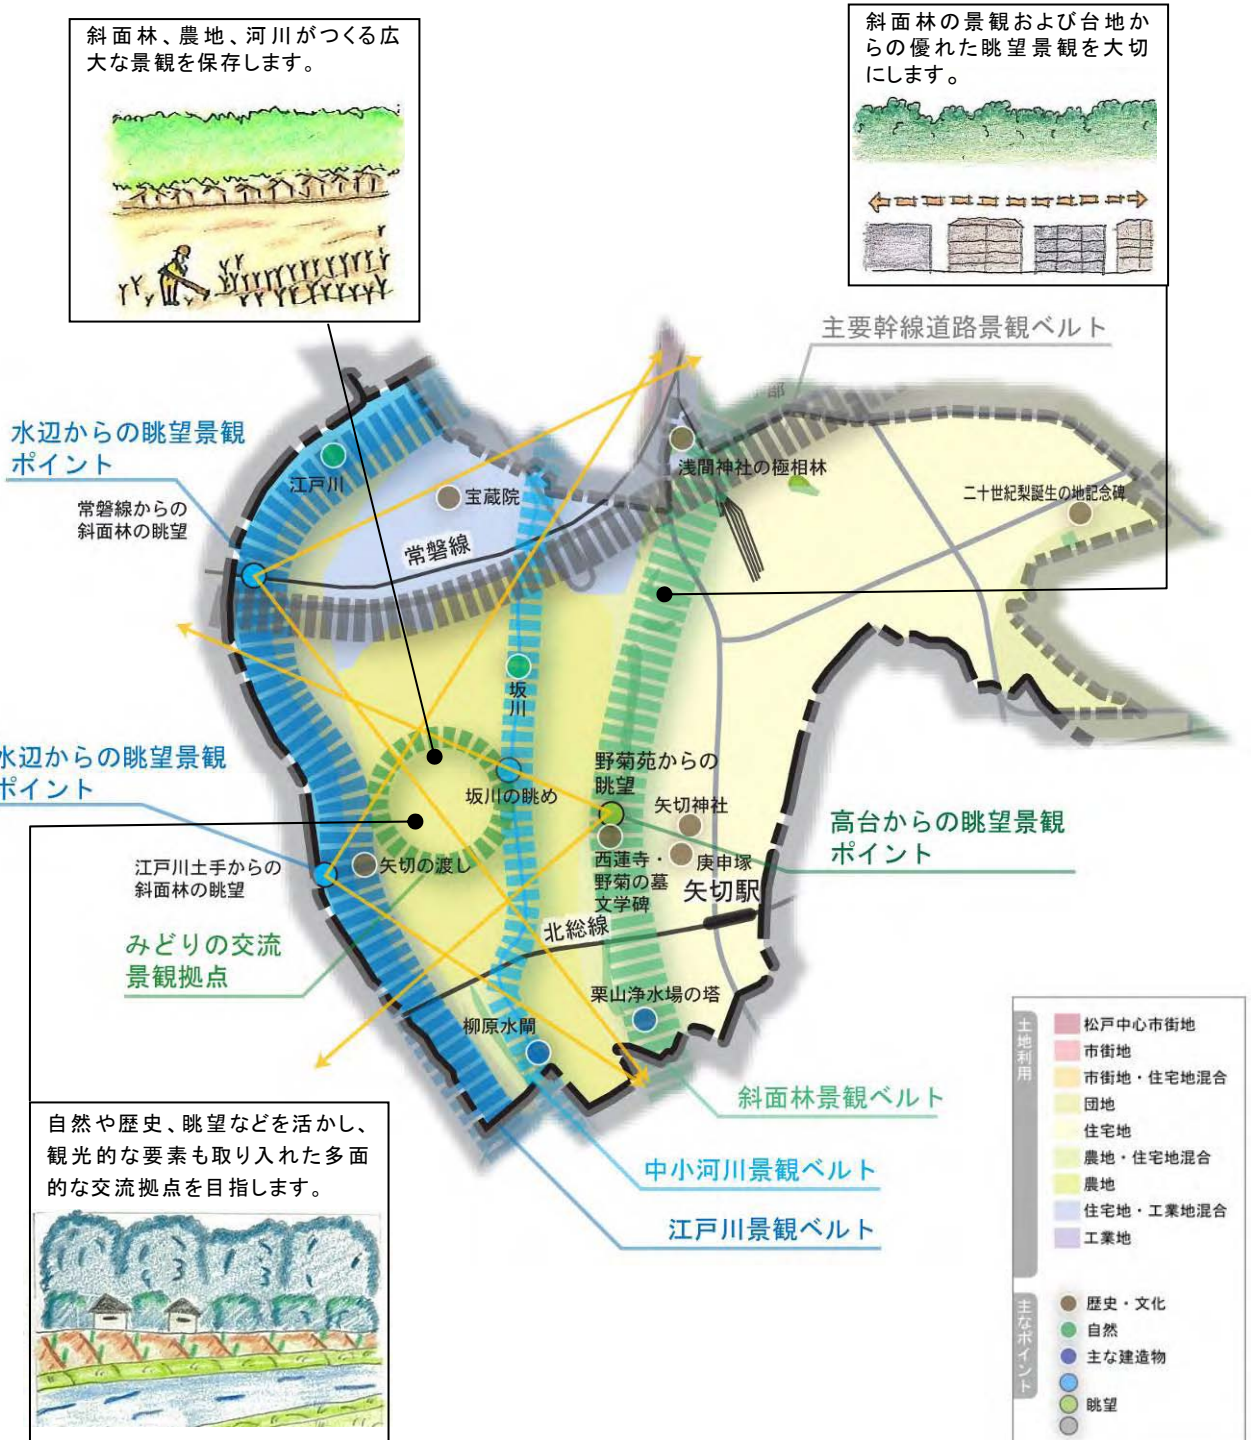 斜面林、農地、河川がつくる広
大な景観を保存します。
斜面林の景観および台地か
らの優れた眺望景観を大切
にします。
主要幹線道路景観ベルト
部
水辺からの眺望景観
ポイント
常磐線からの
斜面林の眺望
江戸川
宝蔵院
常磐線
浅間神社の極相林
二十世紀梨誕生の地記念碑
坂川
水辺からの眺望景観
ポイント
坂川の眺め
野菊苑からの
眺望
矢切神社
高台からの眺望景観
ポイント
江戸川土手からの
斜面林の眺望
矢切の渡し
西蓮寺・
野菊の墓
文学碑
庚申塚
矢切駅
北総線
みどりの交流
景観拠点
栗山浄水場の塔
柳原水閘
斜面林景観ベルト
中小河川景観ベルト
江戸川景観ベルト
自然や歴史、眺望などを活かし、
観光的な要素も取り入れた多面
的な交流拠点を目指します。
土地利用
松戸中心市街地
市街地
市街地・住宅地混合
団地
住宅地
農地・住宅地混合
農地
住宅地・工業地混合
工業地
主なポイント
歴史・文化
自然
主な建造物
眺望